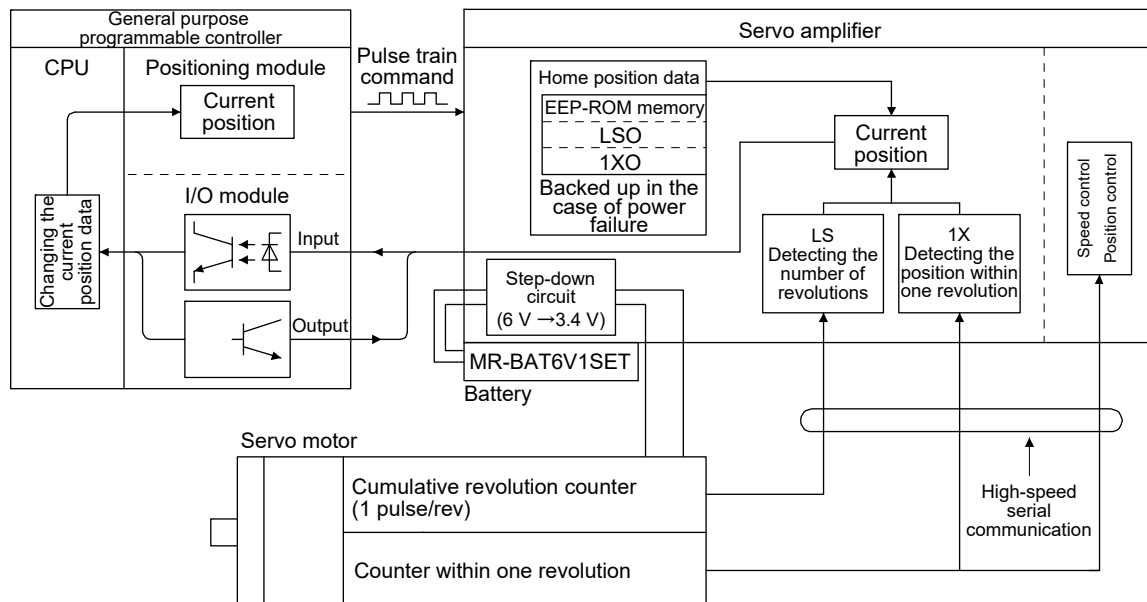 General purpose
programmable controller
CPU
Positioning module
Current
position
Changing the
current
position data
I/O module
Input
Output
Pulse train
command
Servo amplifier
Home position data
EEP-ROM memory
LSO
1XO
Backed up in the
case of power
failure
Current
position
LS
Detecting the
number of
revolutions
1X
Detecting the
position within
one revolution
Speed control
Position control
Step-down
circuit
(6 V →3.4 V)
MR-BAT6V1SET
Battery
Servo motor
Cumulative revolution counter
(1 pulse/rev)
Counter within one revolution
High-speed
serial
communication